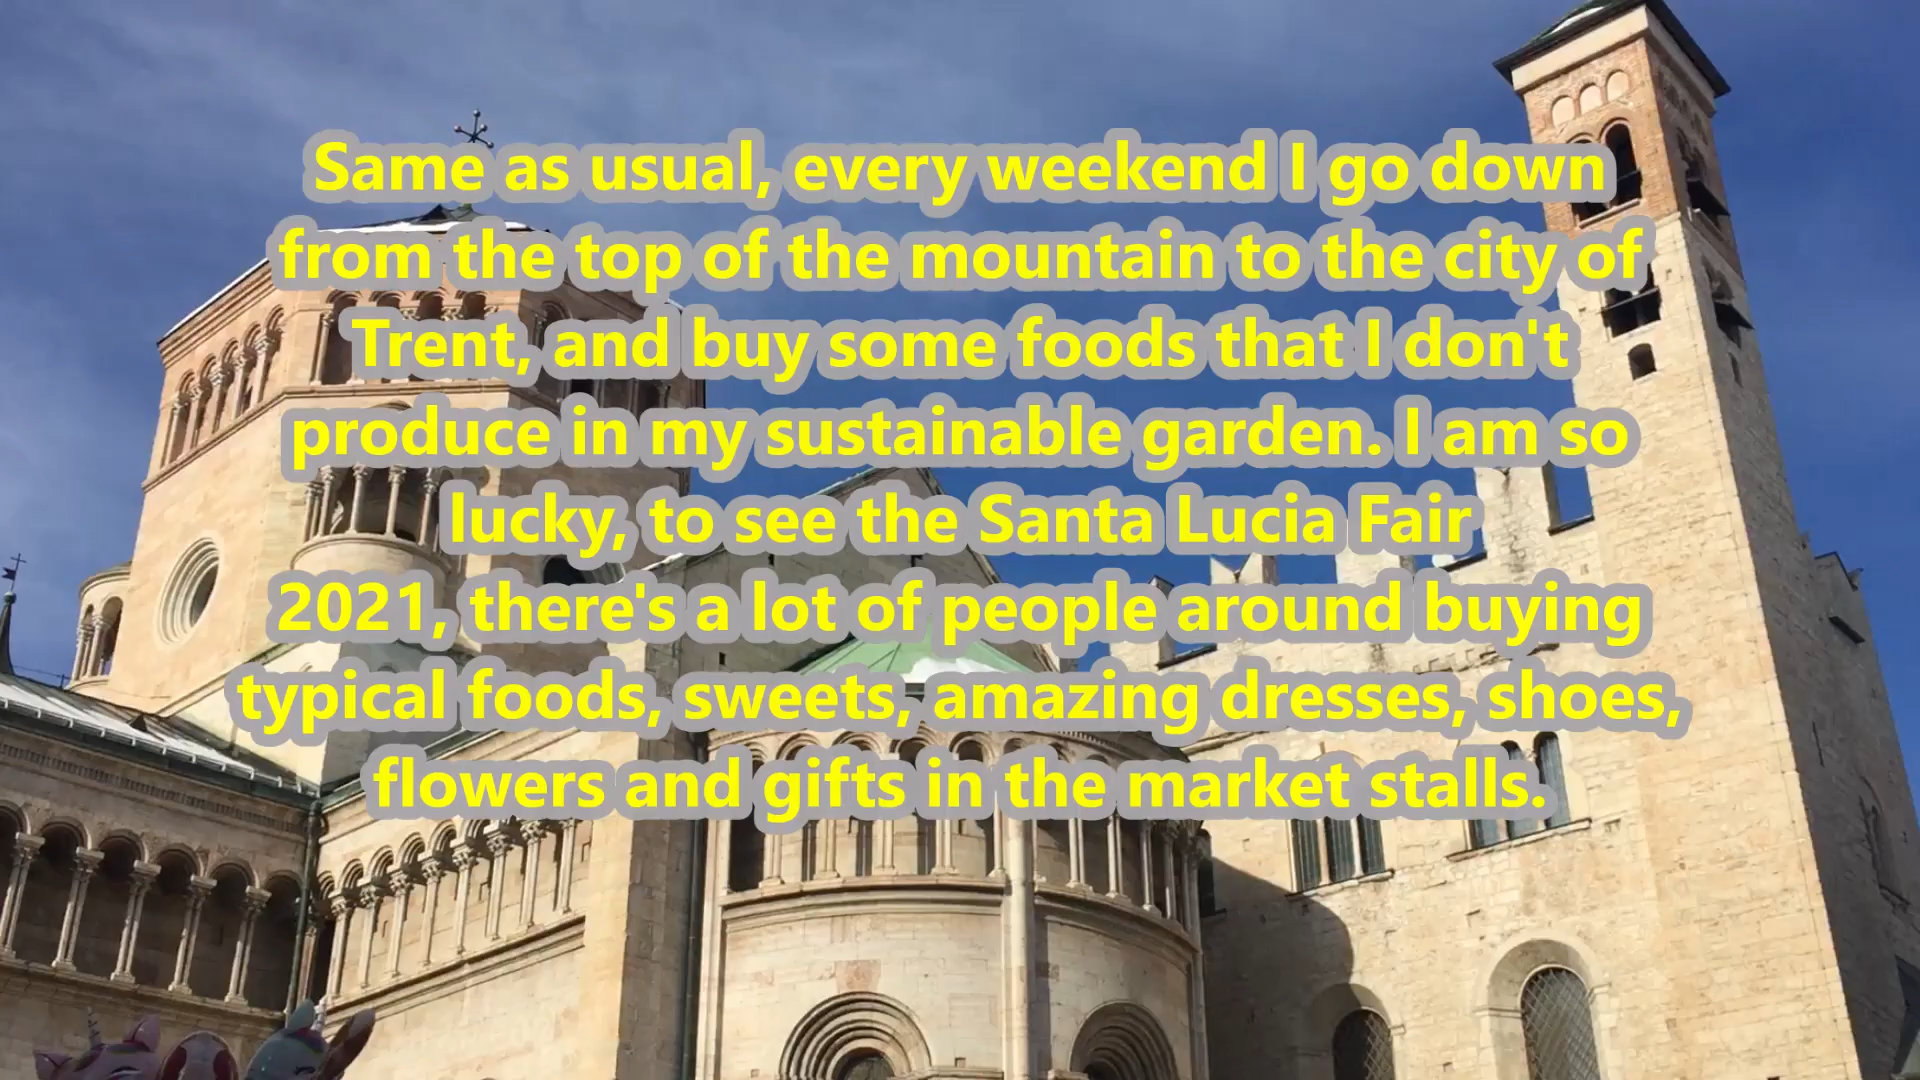 Same as usual, every weekend I go down
from the top of the mountain to the city of
Trent, and buy some foods that I don't
produce in my sustainable garden. I am so
lucky, to see the Santa Lucia Fair
2021, there's a lot of people around buying
typical foods, sweets, amazing dresses, shoes,
flowers and gifts in the market stalls.